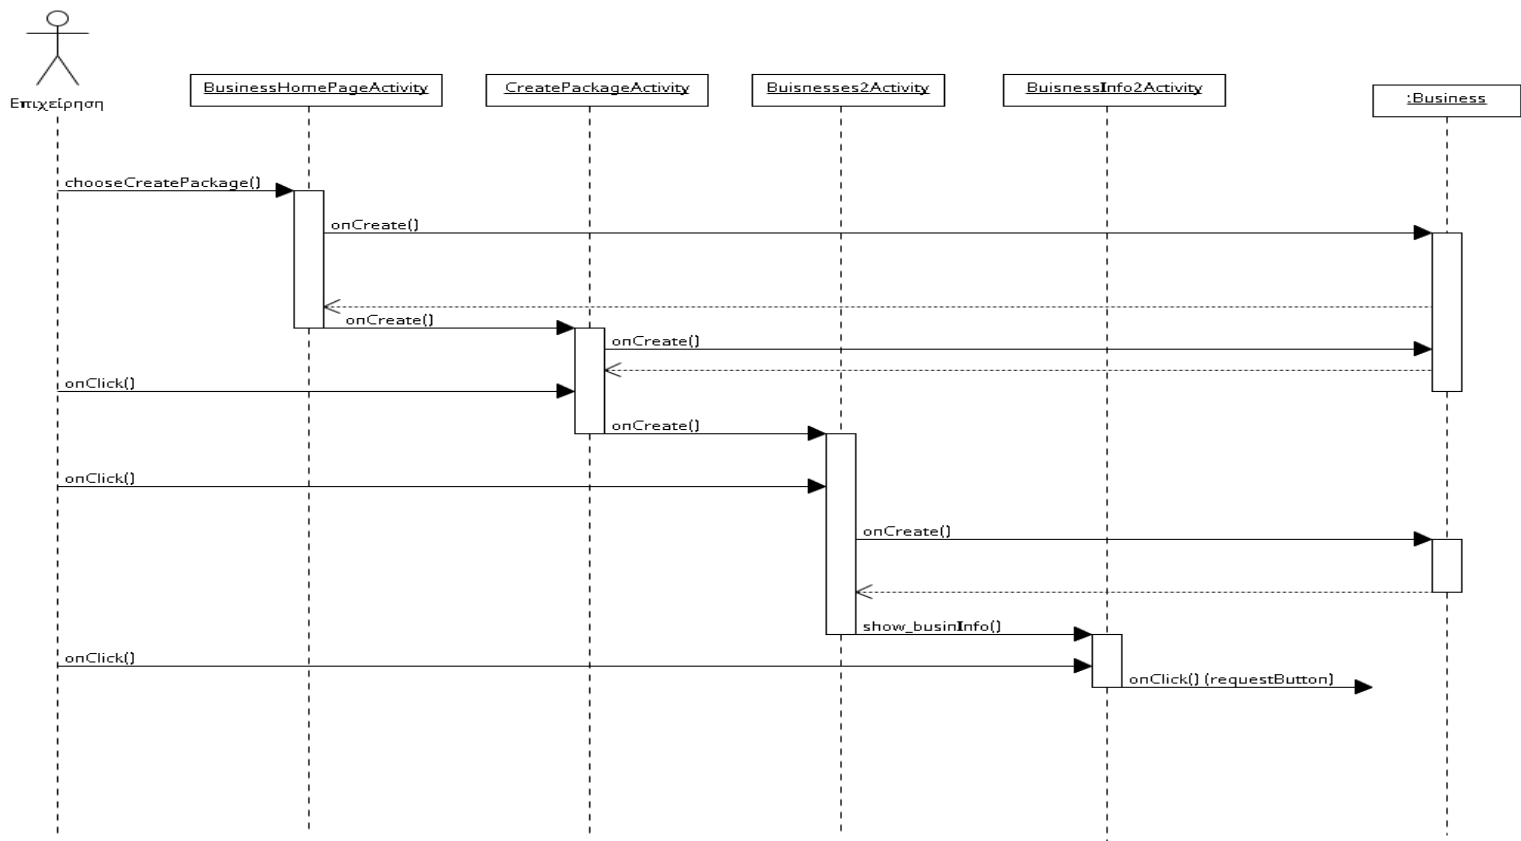 Επιχείρηση
BusinessHomePageActivity
CreatePackageActivity
Buisnesses2Activity
BuisnessInfo2Activity
:Business
chooseCreatePackage()
onCreate()
onCreate()
onCreate()
onClick()
onCreate()
onClick()
onCreate()
show_businInfo()
onClick()
onClick() (requestButton)